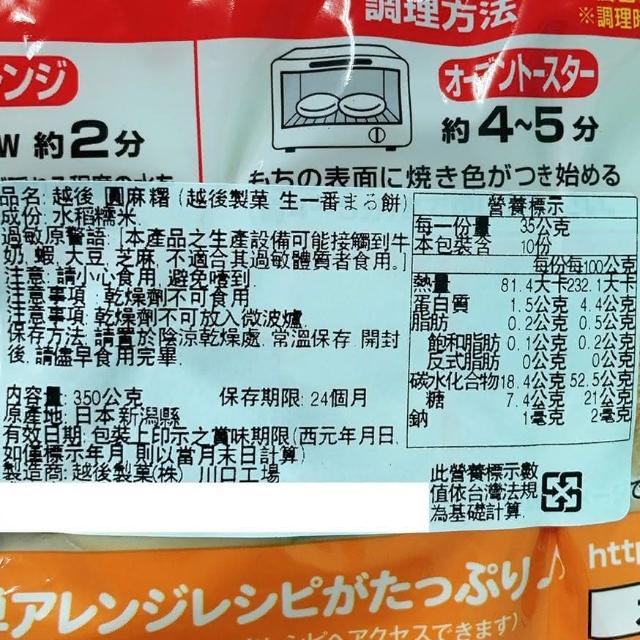 調理方法
※調理時
ンジ
オーブントースター
W 約2分
約4~5分
もちの表面に焼き色がつき始める
品名: 越後 圓麻糬 (越後製菓 生一番まる餅)
成份: 水稻糯米.
過敏原警語: [本產品之生產設備可能接觸到牛
奶, 蝦, 大豆, 芝麻, 不適合其過敏體質者食用。]
注意: 請小心食用, 避免噎到.
注意事項: 乾燥劑不可食用
注意事項: 乾燥劑不可放入微波爐
保存方法: 請置於陰涼乾燥處, 常溫保存, 開封
後, 請儘早食用完畢.
內容量: 350公克 保存期限: 24個月
原產地: 日本新潟縣
有效日期: 包裝上印示之賞味期限(西元年月日,
如僅標示年月, 則以當月末日計算)
製造商: 越後製菓(株) 川口工場
營養標示
每一份量 35公克
本包裝含 10份
每份 每100公克
熱量 81.4大卡 232.1大卡
蛋白質 1.5公克 4.4公克
脂肪 0.2公克 0.5公克
飽和脂肪 0.1公克 0.2公克
反式脂肪 0公克 0公克
碳水化合物 18.4公克 52.5公克
糖 7.4公克 21公克
鈉 1毫克 2毫克
此營養標示數
值依台灣法規
為基礎計算.
アレンジレシピがたっぷり♪
レシピへアクセスできます)
http